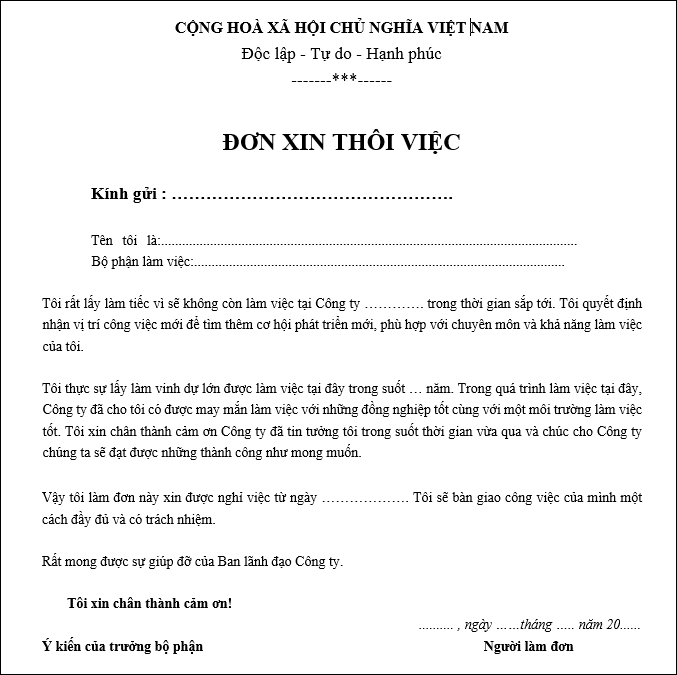 CỘNG HOÀ XÃ HỘI CHỦ NGHĨA VIỆT NAM
Độc lập - Tự do - Hạnh phúc
-------***------
ĐƠN XIN THÔI VIỆC
Kính gửi : …………………………………………
Tên tôi là:.......................................................................................................................
Bộ phận làm việc:..........................................................................................................
Tôi rất lấy làm tiếc vì sẽ không còn làm việc tại Công ty …………. trong thời gian sắp tới. Tôi quyết định
nhận vị trí công việc mới để tìm thêm cơ hội phát triển mới, phù hợp với chuyên môn và khả năng làm việc
của tôi.
Tôi thực sự lấy làm vinh dự lớn được làm việc tại đây trong suốt … năm. Trong quá trình làm việc tại đây,
Công ty đã cho tôi có được may mắn làm việc với những đồng nghiệp tốt cùng với một môi trường làm việc
tốt. Tôi xin chân thành cảm ơn Công ty đã tin tưởng tôi trong suốt thời gian vừa qua và chúc cho Công ty
chúng ta sẽ đạt được những thành công như mong muốn.
Vậy tôi làm đơn này xin được nghỉ việc từ ngày ………………. Tôi sẽ bàn giao công việc của mình một
cách đầy đủ và có trách nhiệm.
Rất mong được sự giúp đỡ của Ban lãnh đạo Công ty.
Tôi xin chân thành cảm ơn!
.......... , ngày ……tháng ..... năm 20......
Ý kiến của trưởng bộ phận Người làm đơn